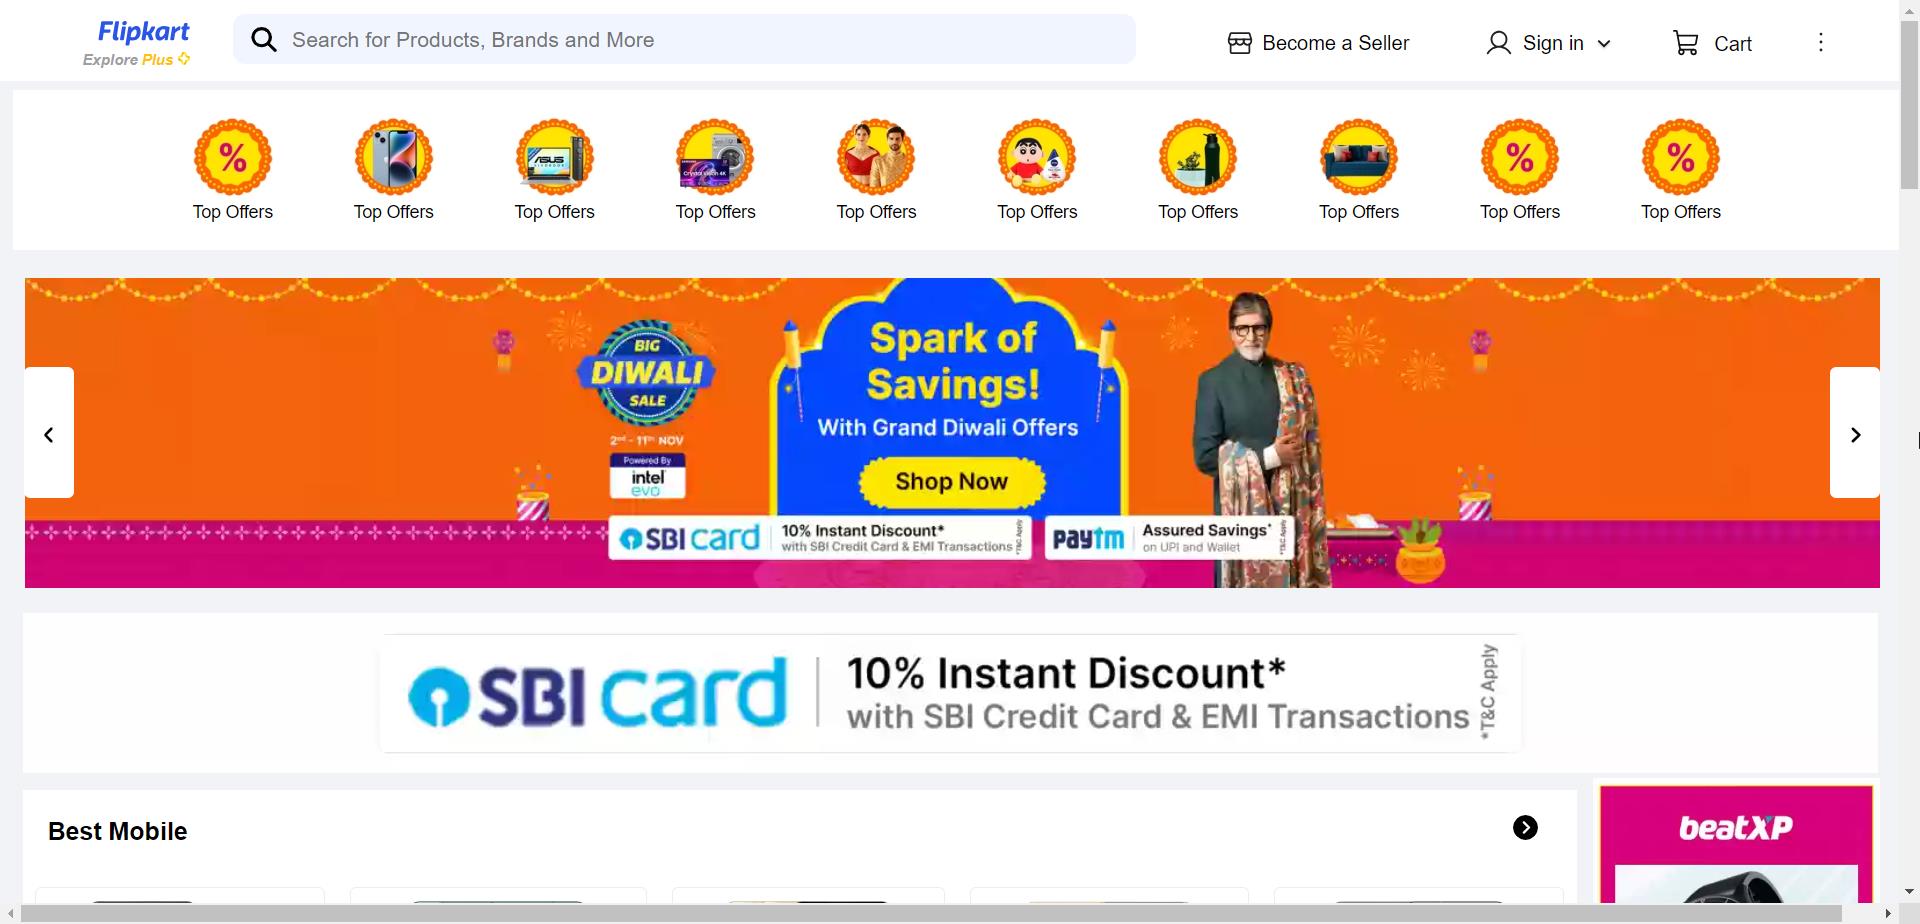 Flipkart
Explore Plus
Search for Products, Brands and More
Become a Seller
Sign in
Cart
%
ASUS
Crystal Vision 4K
%
%
Top Offers
Top Offers
Top Offers
Top Offers
Top Offers
Top Offers
Top Offers
Top Offers
Top Offers
Top Offers
BIG
DIWALI
SALE
2nd - 11th NOV
Powered By
intel
evo
Spark of
Savings!
With Grand Diwali Offers
Shop Now
SBI card
10% Instant Discount*
with SBI Credit Card & EMI Transactions
*T&C Apply
paytm
Assured Savings*
on UPI and Wallet
*T&C Apply
SBI card
10% Instant Discount*
with SBI Credit Card & EMI Transactions
*T&C Apply
Best Mobile
beatXP